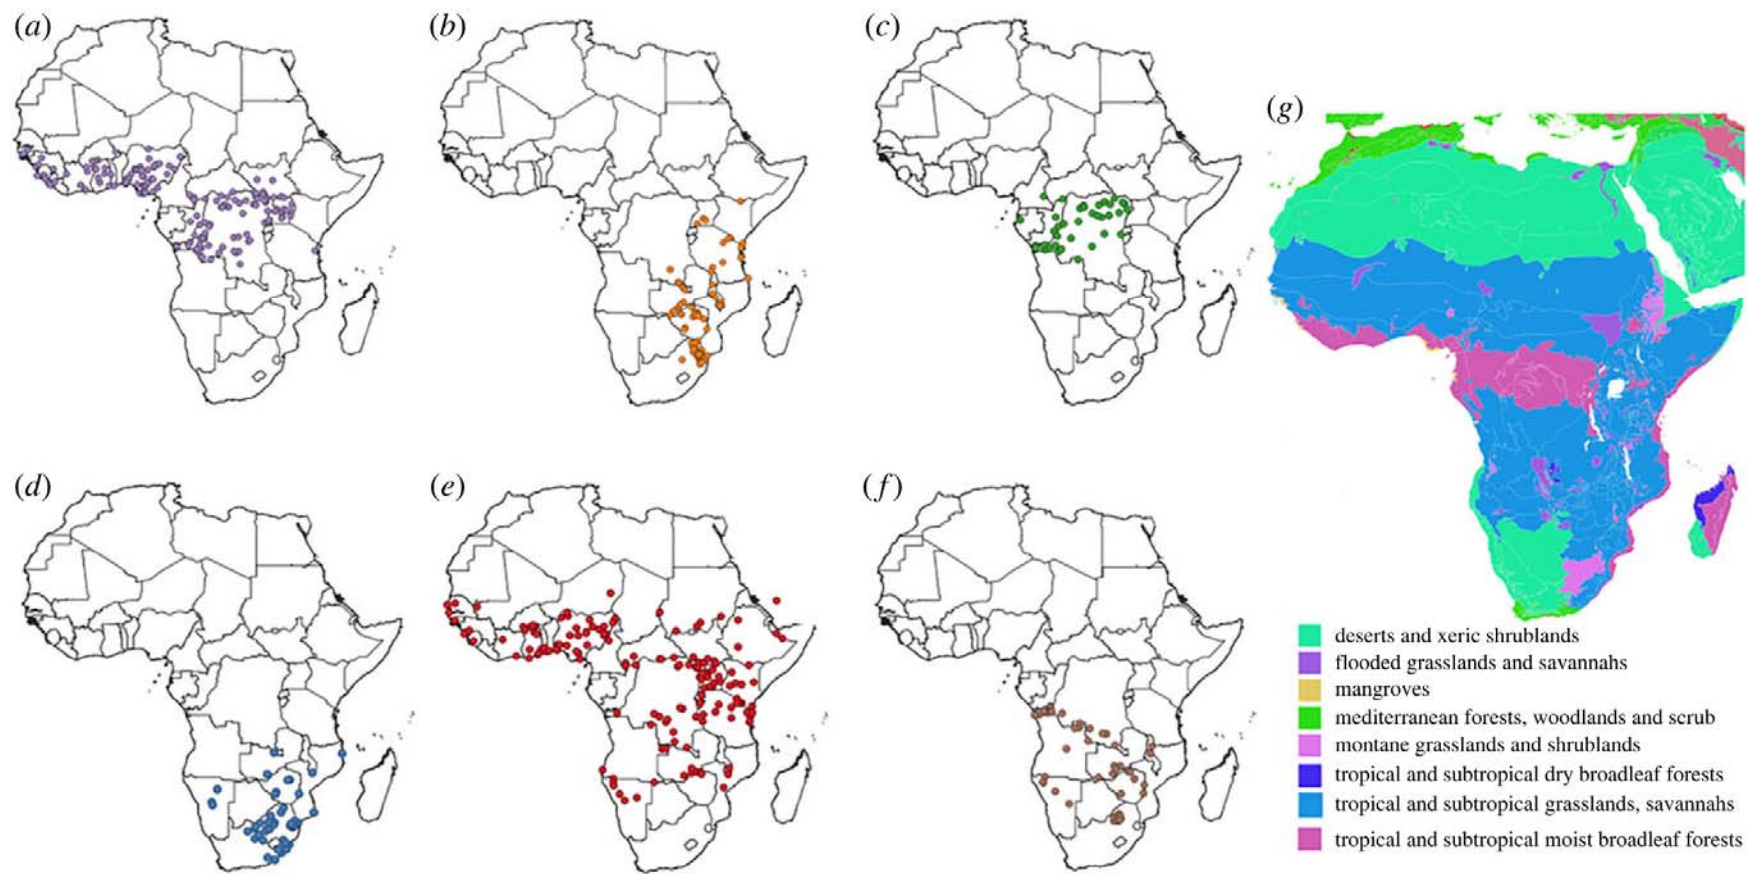 (a)
(b)
(c)
(g)
(d)
(e)
(f)
deserts and xeric shrublands
flooded grasslands and savannahs
mangroves
mediterranean forests, woodlands and scrub
montane grasslands and shrublands
tropical and subtropical dry broadleaf forests
tropical and subtropical grasslands, savannahs
tropical and subtropical moist broadleaf forests